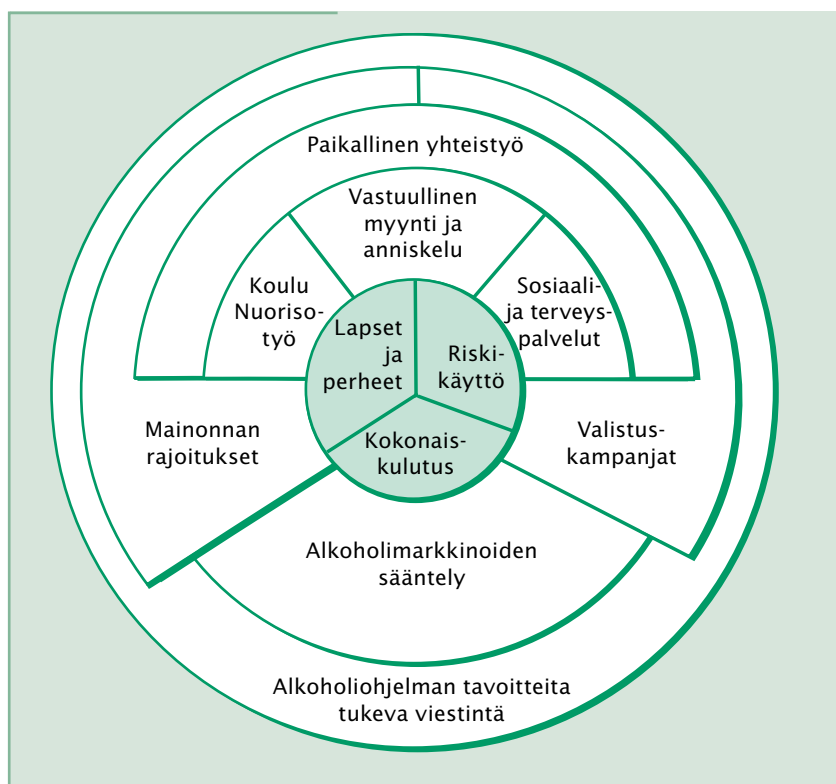 Paikallinen yhteistyö
Vastuullinen
myynti ja
anniskelu
Koulu
Nuoriso-
työ
Sosiaali-
ja terveys-
palvelut
Lapset
ja
perheet
Riski-
käyttö
Kokonais-
kulutus
Mainonnan
rajoitukset
Valistus-
kampanjat
Alkoholimarkkinoiden
sääntely
Alkoholiohjelman tavoitteita
tukeva viestintä